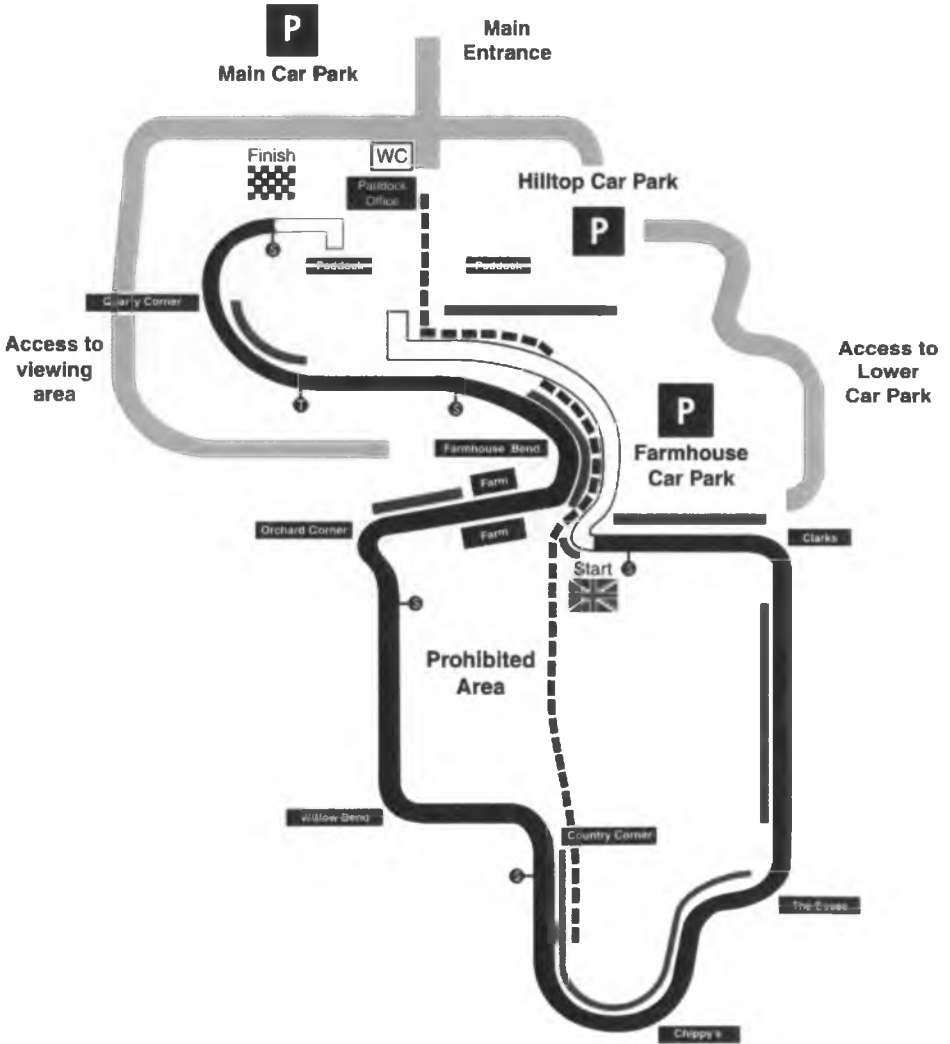 P
Main
Entrance
Main Car Park
Finish
WC
Paddock
Office
Hilltop Car Park
P
Paddock
Paddock
Quarry Corner
Access to
viewing
area
Access to
Lower
Car Park
P
S
T
S
Farmhouse Bend
Farmhouse
Car Park
Farm
Orchard Corner
Farm
Clarks
Start
S
S
Prohibited
Area
Willow Bend
Country Corner
S
The Esses
Chippy's